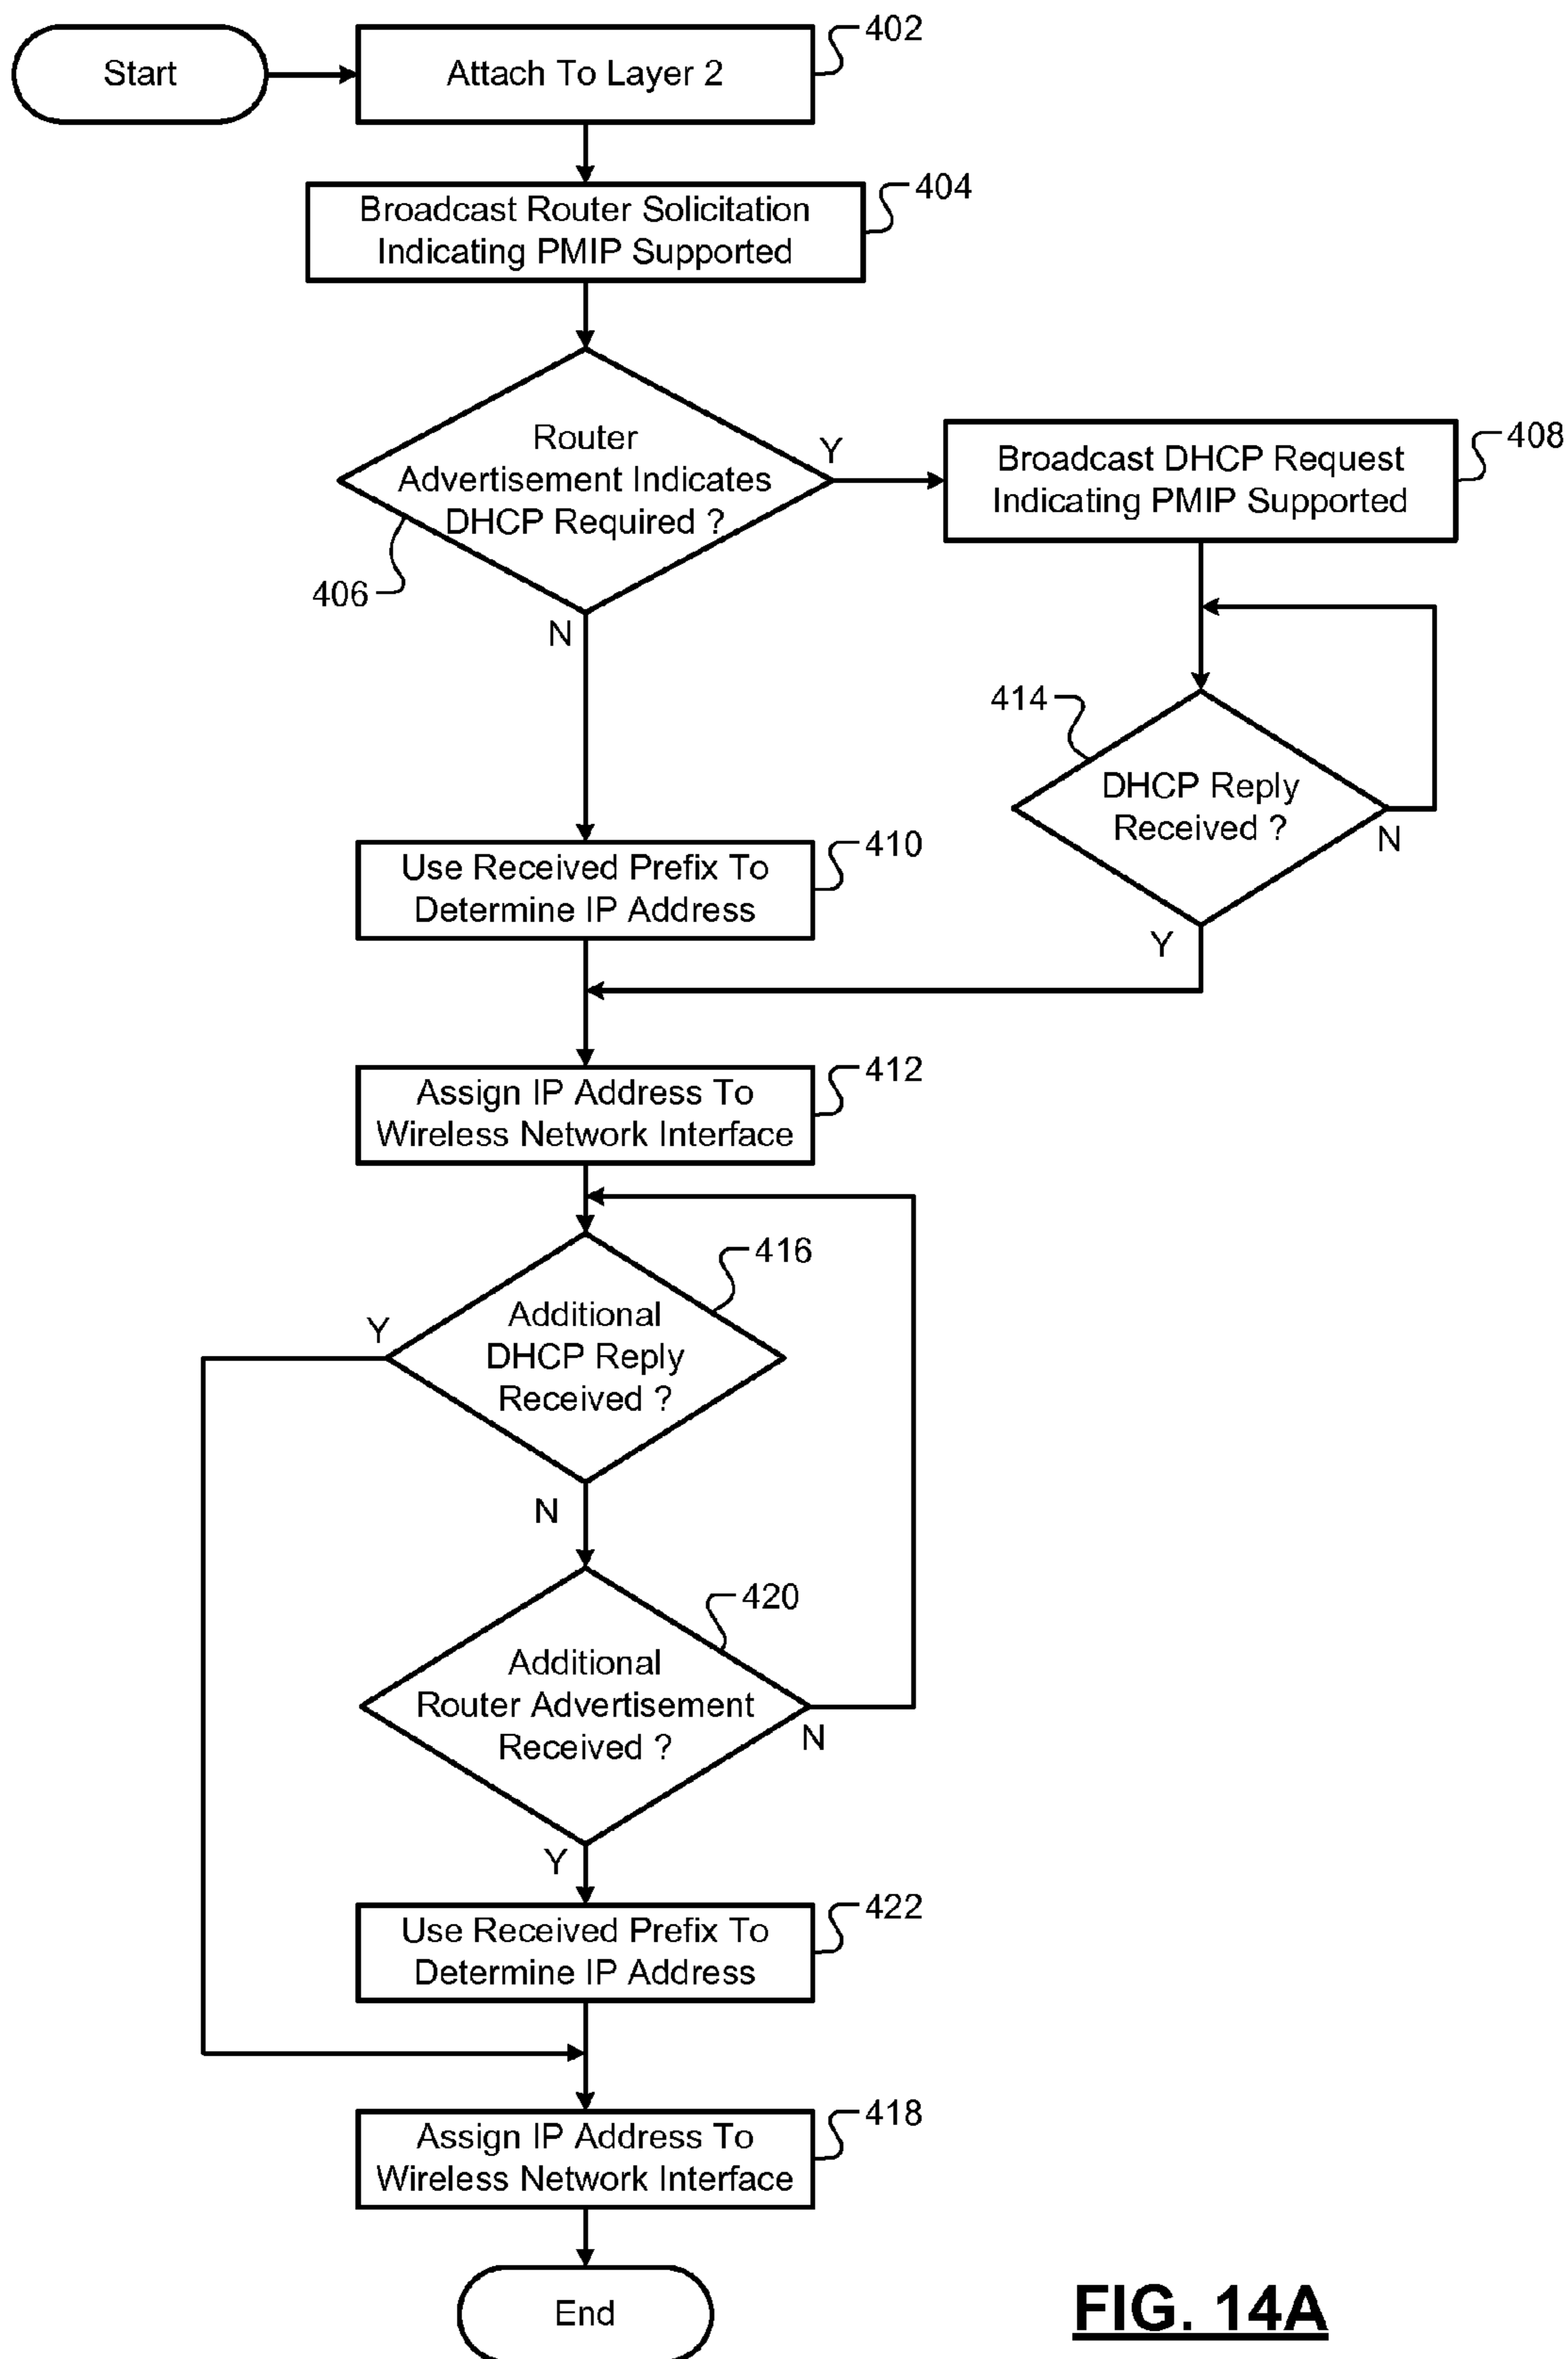 Start
Attach To Layer 2
402
Broadcast Router Solicitation
Indicating PMIP Supported
404
Router
Advertisement Indicates
DHCP Required ?
Y
406
N
Broadcast DHCP Request
Indicating PMIP Supported
408
414
DHCP Reply
Received ?
N
Y
Use Received Prefix To
Determine IP Address
410
Assign IP Address To
Wireless Network Interface
412
416
Additional
DHCP Reply
Received ?
Y
N
420
Additional
Router Advertisement
Received ?
N
Y
Use Received Prefix To
Determine IP Address
422
Assign IP Address To
Wireless Network Interface
418
End
FIG. 14A